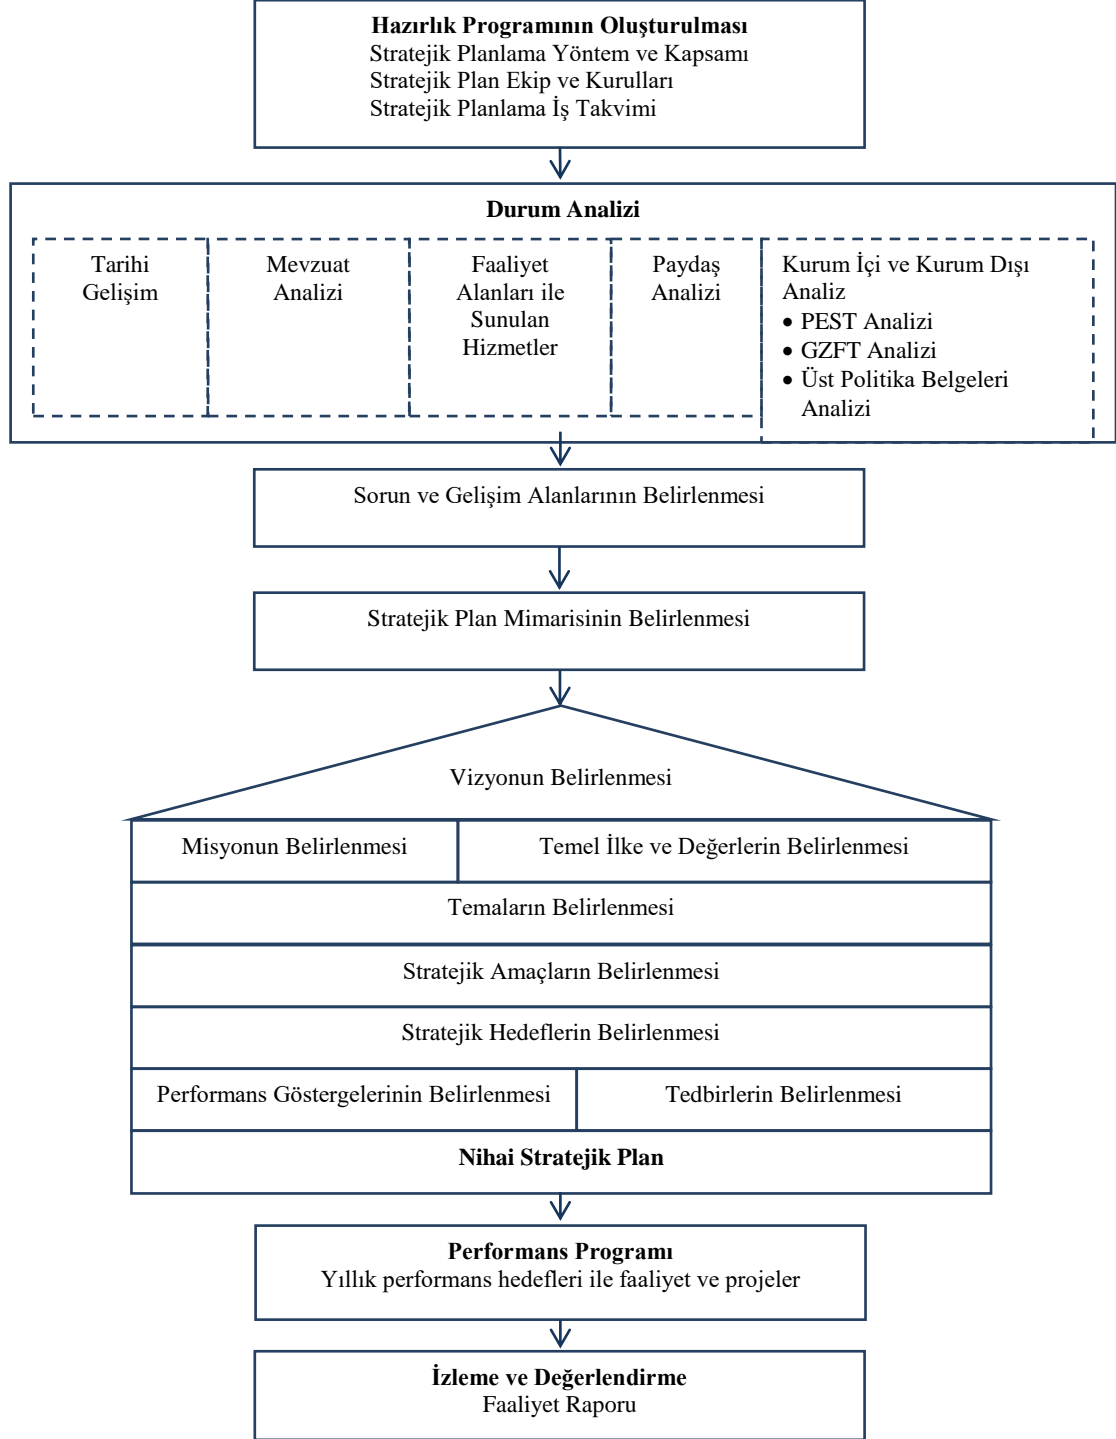 Hazırlık Programının Oluşturulması
Stratejik Planlama Yöntem ve Kapsamı
Stratejik Plan Ekip ve Kurulları
Stratejik Planlama İş Takvimi
Durum Analizi
Tarihi
Gelişim
Mevzuat
Analizi
Faaliyet
Alanları ile
Sunulan
Hizmetler
Paydaş
Analizi
Kurum İçi ve Kurum Dışı
Analiz
• PEST Analizi
• GZFT Analizi
• Üst Politika Belgeleri
Analizi
Sorun ve Gelişim Alanlarının Belirlenmesi
Stratejik Plan Mimarisinin Belirlenmesi
Vizyonun Belirlenmesi
Misyonun Belirlenmesi
Temel İlke ve Değerlerin Belirlenmesi
Temaların Belirlenmesi
Stratejik Amaçların Belirlenmesi
Stratejik Hedeflerin Belirlenmesi
Performans Göstergelerinin Belirlenmesi
Tedbirlerin Belirlenmesi
Nihai Stratejik Plan
Performans Programı
Yıllık performans hedefleri ile faaliyet ve projeler
İzleme ve Değerlendirme
Faaliyet Raporu